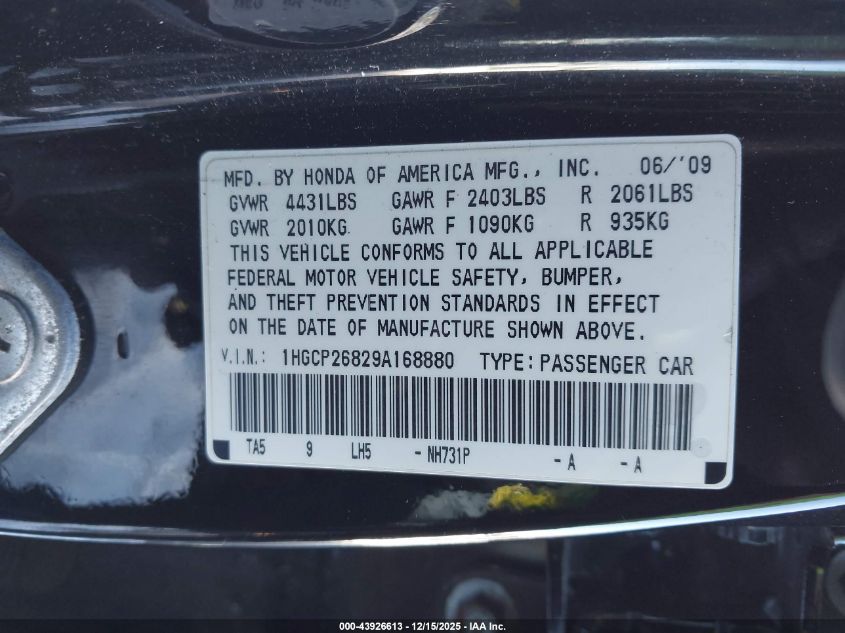 MFD. BY HONDA OF AMERICA MFG., INC. 06/'09
GVWR 4431LBS GAWR F 2403LBS R 2061LBS
GVWR 2010KG GAWR F 1090KG R 935KG
THIS VEHICLE CONFORMS TO ALL APPLICABLE
FEDERAL MOTOR VEHICLE SAFETY, BUMPER,
AND THEFT PREVENTION STANDARDS IN EFFECT
ON THE DATE OF MANUFACTURE SHOWN ABOVE.
V.I.N.: 1HGCP26829A168880 TYPE: PASSENGER CAR
TA5 9 LH5 -NH731P -A -A
000-43926613 - 12/15/2025 - IAA Inc.